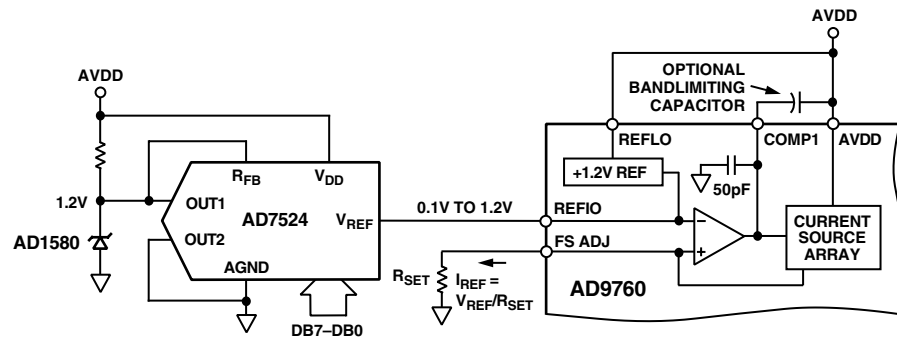 AVDD
OPTIONAL
BANDLIMITING
CAPACITOR
AVDD
REFLO
COMP1
AVDD
+1.2V REF
50pF
1.2V
RFB
VDD
OUT1
AD7524
VREF
OUT2
AGND
AD1580
DB7–DB0
0.1V TO 1.2V
REFIO
FS ADJ
RSET
IREF =
VREF/RSET
–
+
CURRENT
SOURCE
ARRAY
AD9760